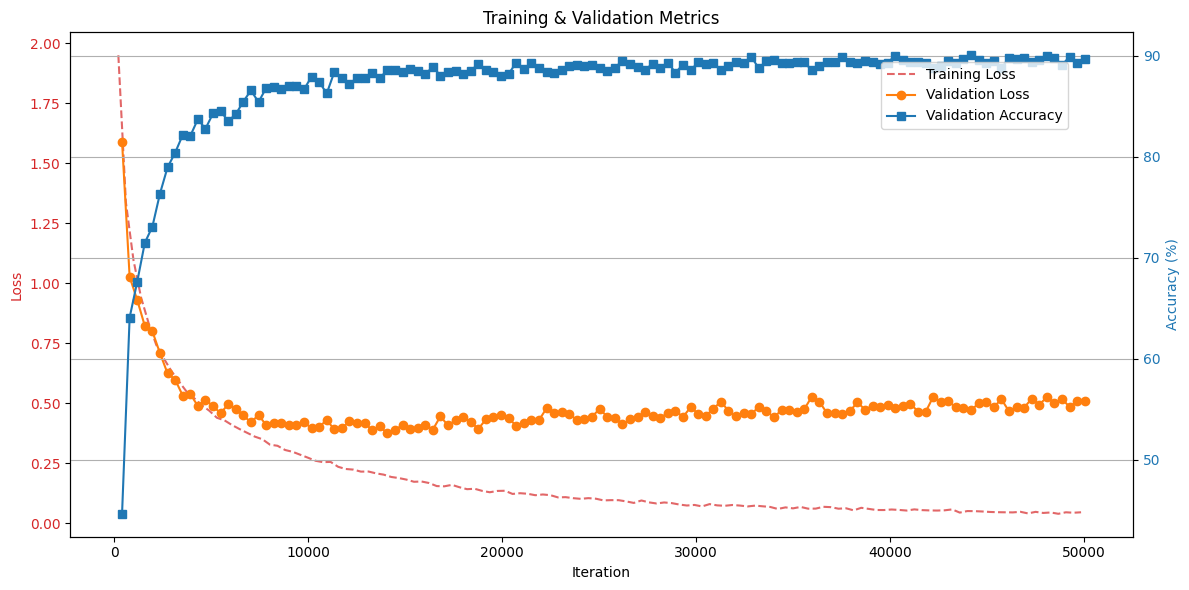 Training & Validation Metrics
2.00
1.75
1.50
1.25
1.00
0.75
0.50
0.25
0.00
Loss
90
80
70
60
50
Accuracy (%)
Training Loss
Validation Loss
Validation Accuracy
0 10000 20000 30000 40000 50000
Iteration